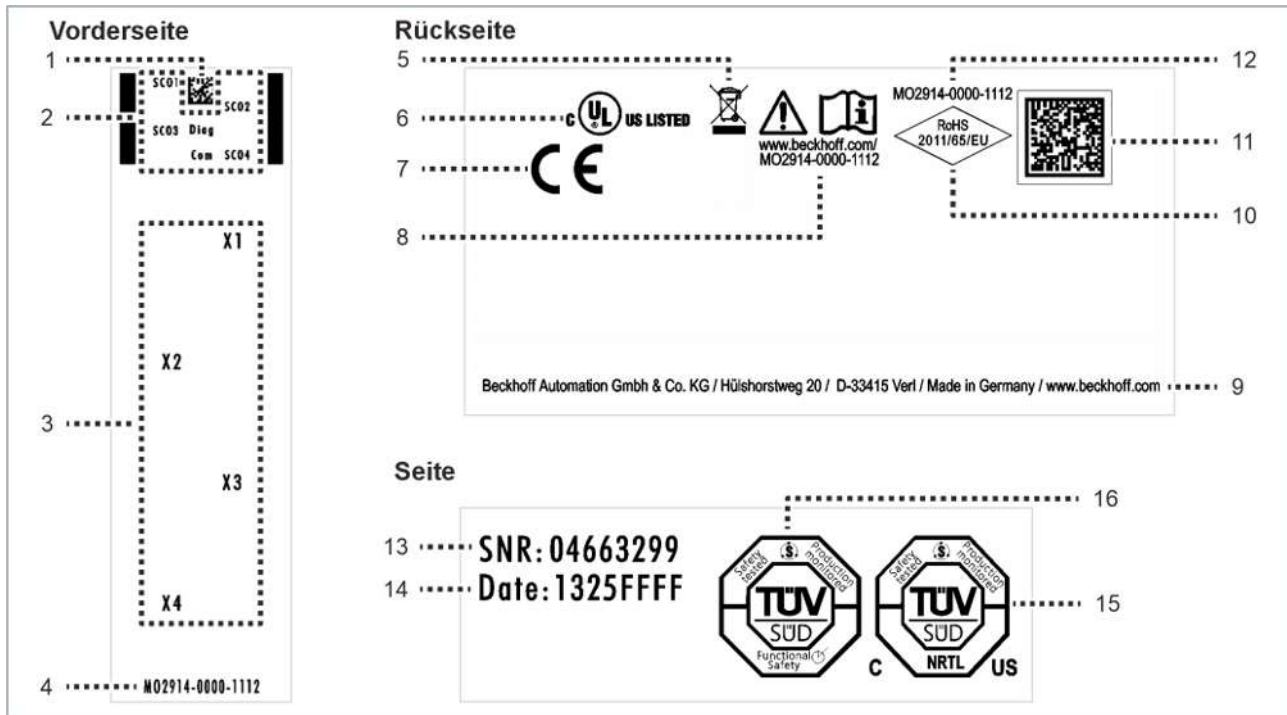 Vorderseite
1
SC01
SC02
2
SC03 Diag
Com SC04
X1
X2
3
X3
X4
4
MO2914-0000-1112
Rückseite
5
12
MO2914-0000-1112
6
C UL US LISTED
RoHS
2011/65/EU
11
www.beckhoff.com/
MO2914-0000-1112
7
CE
10
8
Beckhoff Automation Gmbh & Co. KG / Hülshorstweg 20 / D-33415 Verl / Made in Germany / www.beckhoff.com
9
Seite
16
13
SNR: 04663299
14
Date: 1325FFFF
Safety tested
Production monitored
TÜV
SÜD
Functional Safety
Safety tested
Production monitored
TÜV
SÜD
15
C NRTL US